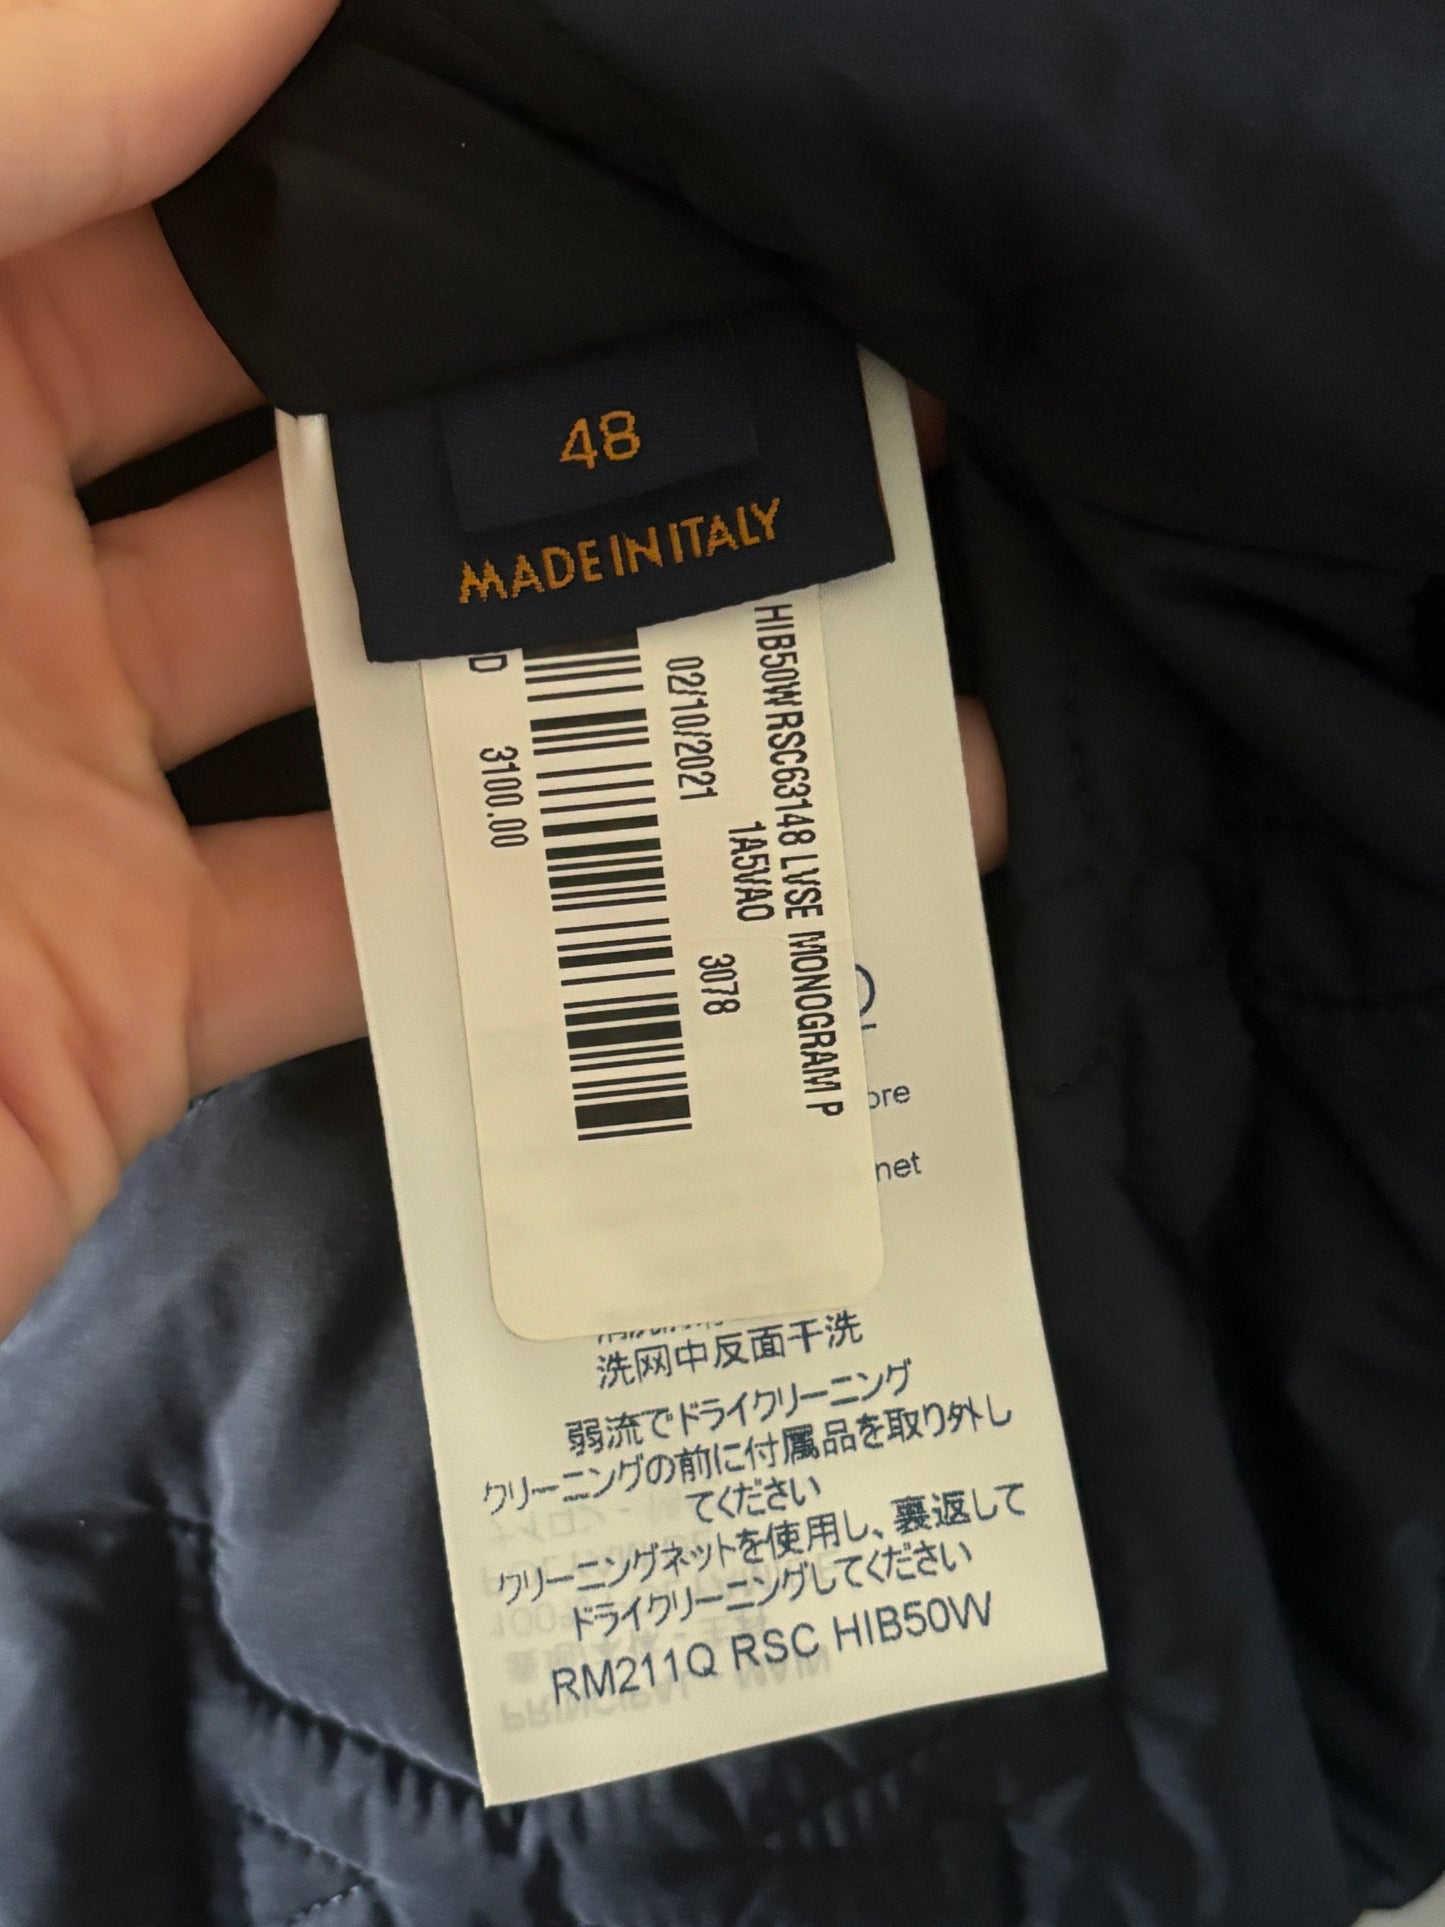 48
MADE IN ITALY
HIB50WRSC63148 LVSE MONOGRAM P
1A5VAO
02/10/2021
3078
3100.00
ore
net
洗网中反面干洗
弱流でドライクリーニング
クリーニングの前に付属品を取り外し
てください
クリーニングネットを使用し、裏返して
ドライクリーニングしてください
RM211Q RSC HIB50W